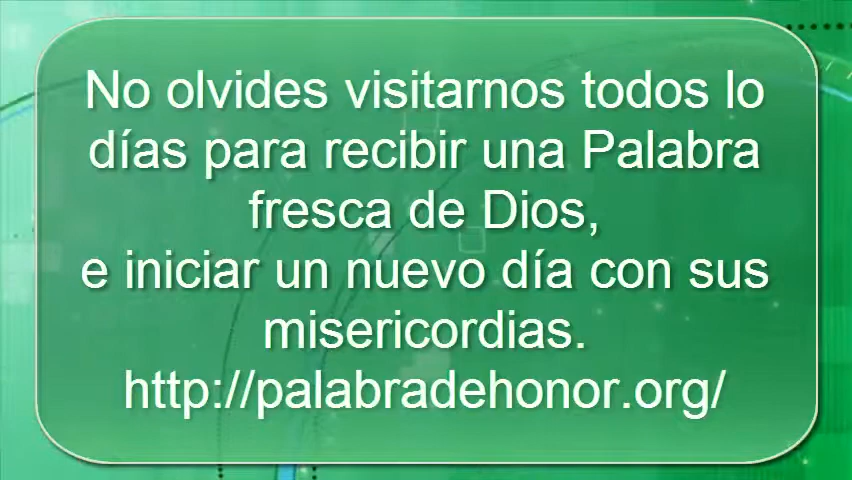 No olvides visitarnos todos lo
días para recibir una Palabra
fresca de Dios,
e iniciar un nuevo día con sus
misericordias.
http://palabradehonor.org/